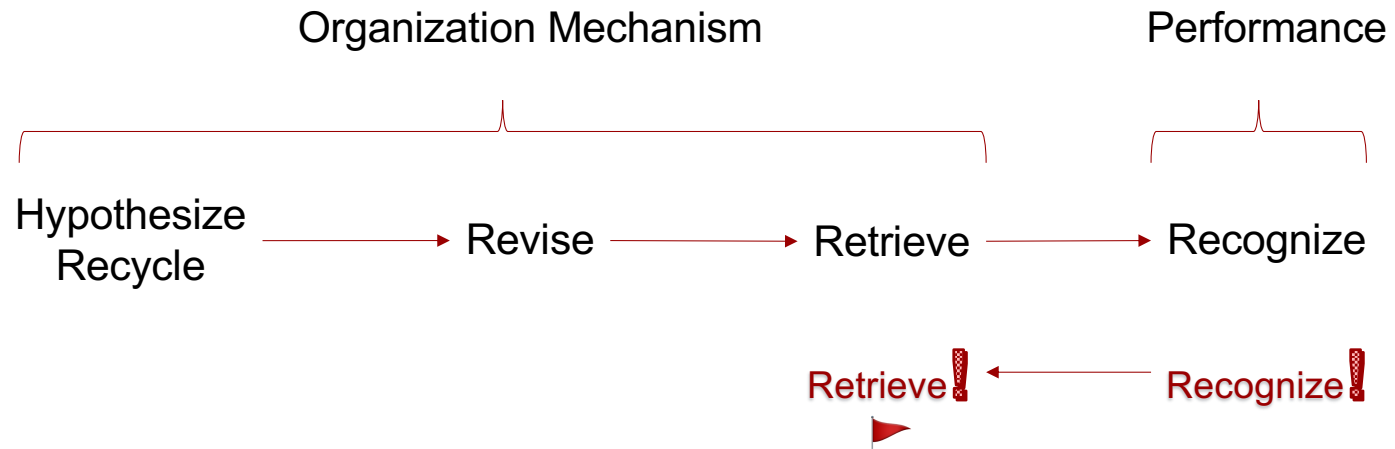 Organization Mechanism Performance
Hypothesize
Recycle
Revise
Retrieve
Recognize
Retrieve!
Recognize!